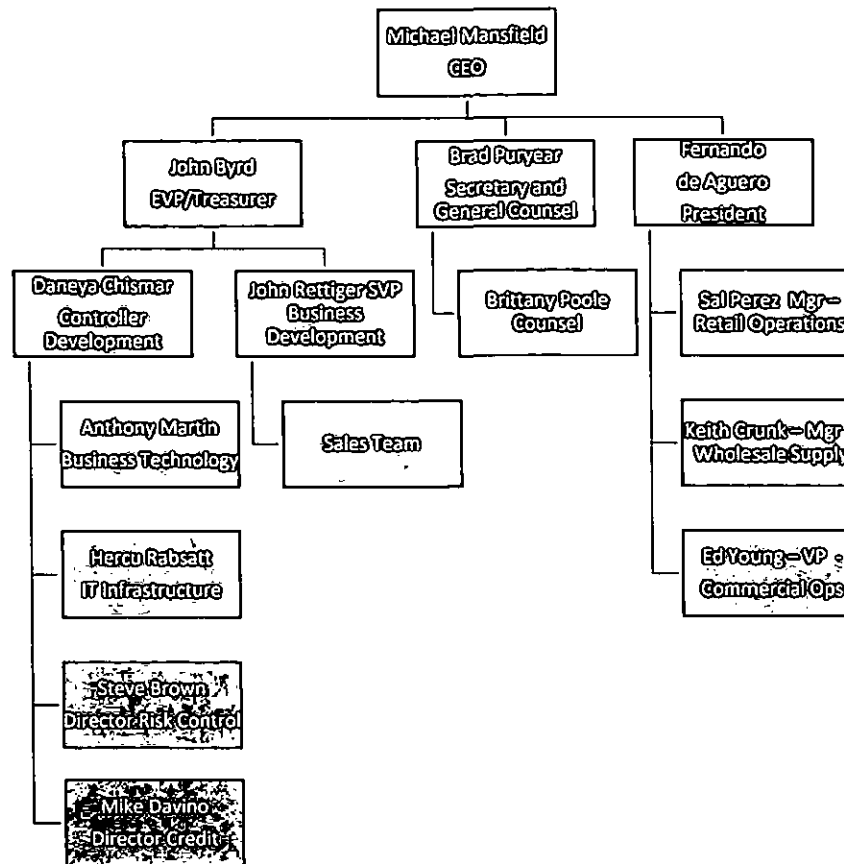 Michael Mansfield
CEO
John Byrd
EVP/Treasurer
Brad Puryear
Secretary and
General Counsel
Fernando
de Aguero
President
Daneya Chismar
Controller
Development
John Rettiger SVP
Business
Development
Brittany Poole
Counsel
Sal Perez Mgr –
Retail Operations
Anthony Martin
Business Technology
Sales Team
Keith Crunk – Mgr
Wholesale Supply
Hercu Rabsatt
IT Infrastructure
Ed Young – VP
Commercial Ops
Steve Brown
Director Risk Control
Mike Davino
Director Credit